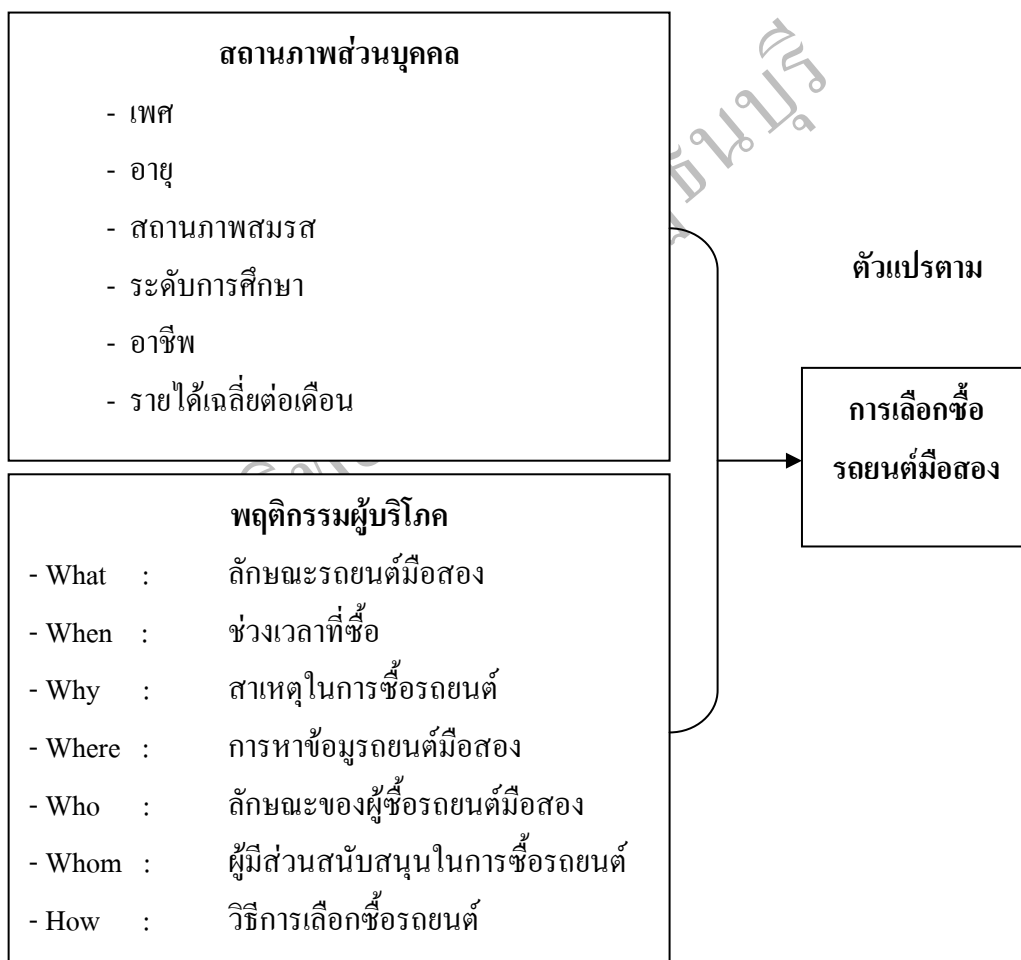 สถานภาพส่วนบุคคล
- เพศ
- อายุ
- สถานภาพสมรส
- ระดับการศึกษา
- อาชีพ
- รายได้เฉลี่ยต่อเดือน
พฤติกรรมผู้บริโภค
- What : ลักษณะรถยนต์มือสอง
- When : ช่วงเวลาที่ซื้อ
- Why : สาเหตุในการซื้อรถยนต์
- Where : การหาข้อมูรถยนต์มือสอง
- Who : ลักษณะของผู้ซื้อรถยนต์มือสอง
- Whom : ผู้มีส่วนสนับสนุนในการซื้อรถยนต์
- How : วิธีการเลือกซื้อรถยนต์
ตัวแปรตาม
การเลือกซื้อ
รถยนต์มือสอง